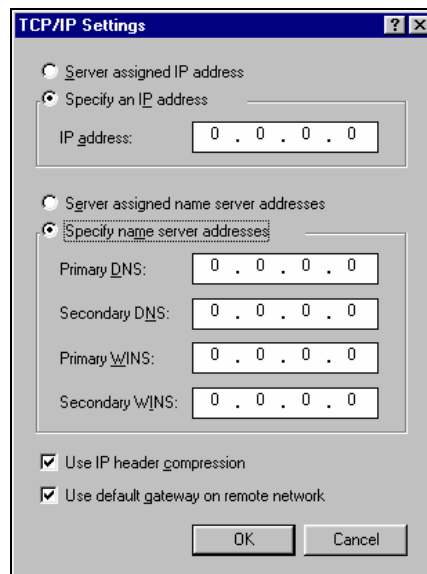 TCP/IP Settings
Server assigned IP address
Specify an IP address
IP address: 0 . 0 . 0 . 0
Server assigned name server addresses
Specify name server addresses
Primary DNS: 0 . 0 . 0 . 0
Secondary DNS: 0 . 0 . 0 . 0
Primary WINS: 0 . 0 . 0 . 0
Secondary WINS: 0 . 0 . 0 . 0
Use IP header compression
Use default gateway on remote network
OK Cancel